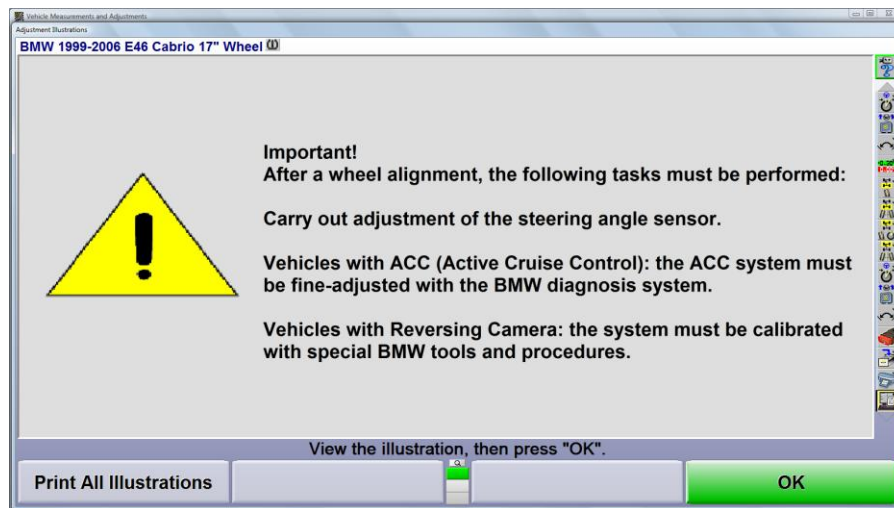 Vehicle Measurements and Adjustments
Adjustment Illustrations
BMW 1999-2006 E46 Cabrio 17" Wheel
Important!
After a wheel alignment, the following tasks must be performed:
Carry out adjustment of the steering angle sensor.
Vehicles with ACC (Active Cruise Control): the ACC system must
be fine-adjusted with the BMW diagnosis system.
Vehicles with Reversing Camera: the system must be calibrated
with special BMW tools and procedures.
View the illustration, then press "OK".
Print All Illustrations
OK